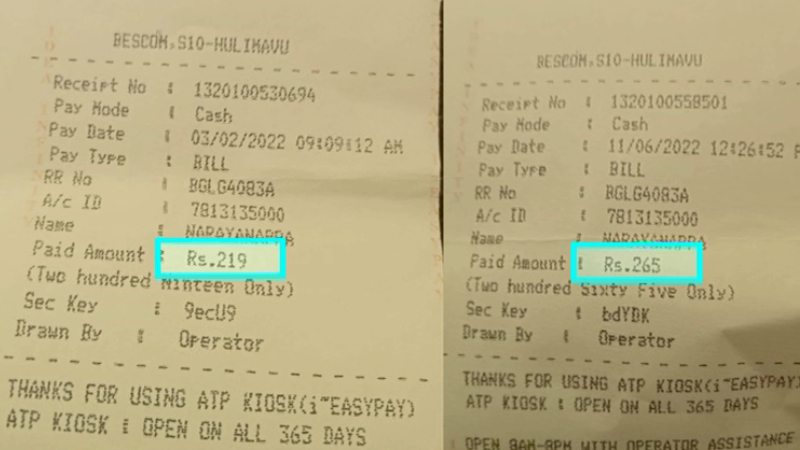 BESCOM,S10-HULIMAVU
Receipt No : 1320100530694
Pay Mode : Cash
Pay Date : 03/02/2022 09:09:12 AM
Pay Type : BILL
RR No : BGLG4083A
A/c ID : 7813135000
Name : NARAYANAPPA
Paid Amount : Rs.219
(Two hundred Ninteen Only)
Sec Key : 9ecU9
Drawn By : Operator
THANKS FOR USING ATP KIOSK(i~EASYPAY)
ATP KIOSK : OPEN ON ALL 365 DAYS
BESCOM,S10-HULIMAVU
Receipt No : 1320100558501
Pay Mode : Cash
Pay Date : 11/06/2022 12:26:52 P
Pay Type : BILL
RR No : BGLG4083A
A/c ID : 7813135000
Name : NARAYANAPPA
Paid Amount : Rs.265
(Two hundred Sixty Five Only)
Sec Key : bdYDK
Drawn By : Operator
THANKS FOR USING ATP KIOSK(i~EASYPAY)
ATP KIOSK : OPEN ON ALL 365 DAYS
OPEN 8AM-8PM WITH OPERATOR ASSISTANCE